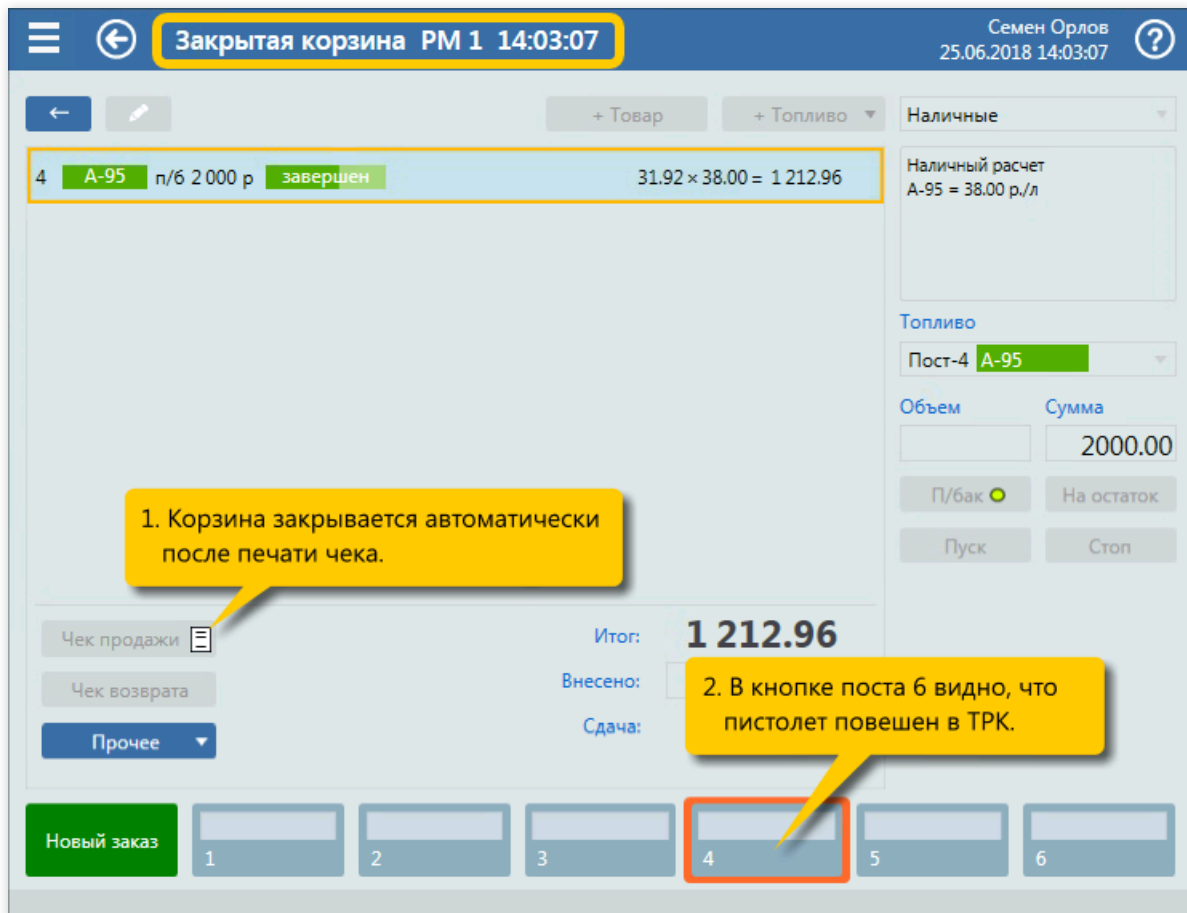 Закрытая корзина РМ 1 14:03:07
Семен Орлов
25.06.2018 14:03:07
?
+ Товар
+ Топливо
Наличные
4 А-95 п/б 2 000 р завершен 31.92 × 38.00 = 1 212.96
Наличный расчет
А-95 = 38.00 р./л
Топливо
Пост-4 А-95
Объем Сумма
2000.00
П/бак На остаток
Пуск Стоп
1. Корзина закрывается автоматически
после печати чека.
Чек продажи
Чек возврата
Прочее
Итог: 1 212.96
Внесено:
Сдача:
2. В кнопке поста 6 видно, что
пистолет повешен в ТРК.
Новый заказ
1
2
3
4
5
6